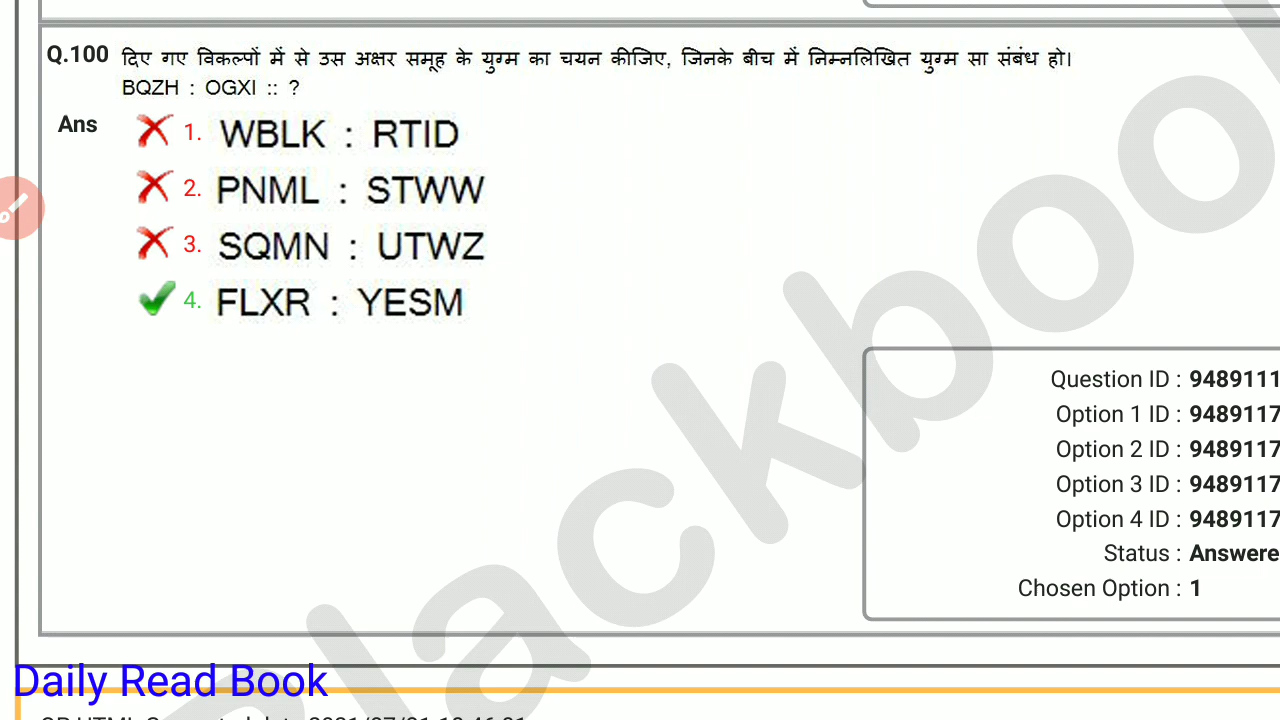 Q.100 दिए गए विकल्पों में से उस अक्षर समूह के युग्म का चयन कीजिए, जिनके बीच में निम्नलिखित युग्म सा संबंध हो।
BQZH : OGXI :: ?
Ans 1. WBLK : RTID
2. PNML : STWW
3. SQMN : UTWZ
4. FLXR : YESM
Question ID : 9489111
Option 1 ID : 9489117
Option 2 ID : 9489117
Option 3 ID : 9489117
Option 4 ID : 9489117
Status : Answere
Chosen Option : 1
Blackboo
Daily Read Book